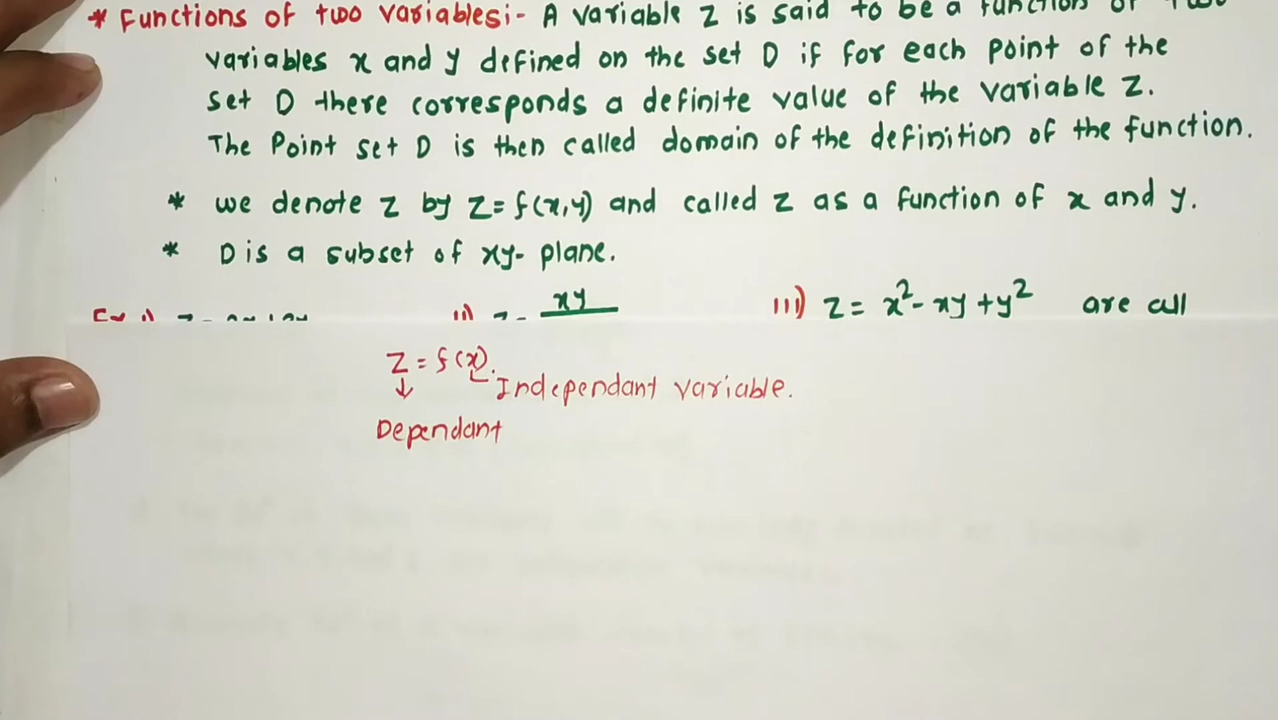 * Functions of two variables:- A variable z is said to be a function of two
variables x and y defined on the set D if for each point of the
set D there corresponds a definite value of the variable z.
The Point set D is then called domain of the definition of the function.
* we denote z by z= f(x,y) and called z as a function of x and y.
* D is a subset of xy- plane.
xy
iii) z= x²- xy +y² are all
z = f(x).
↓ Independant variable.
Dependant